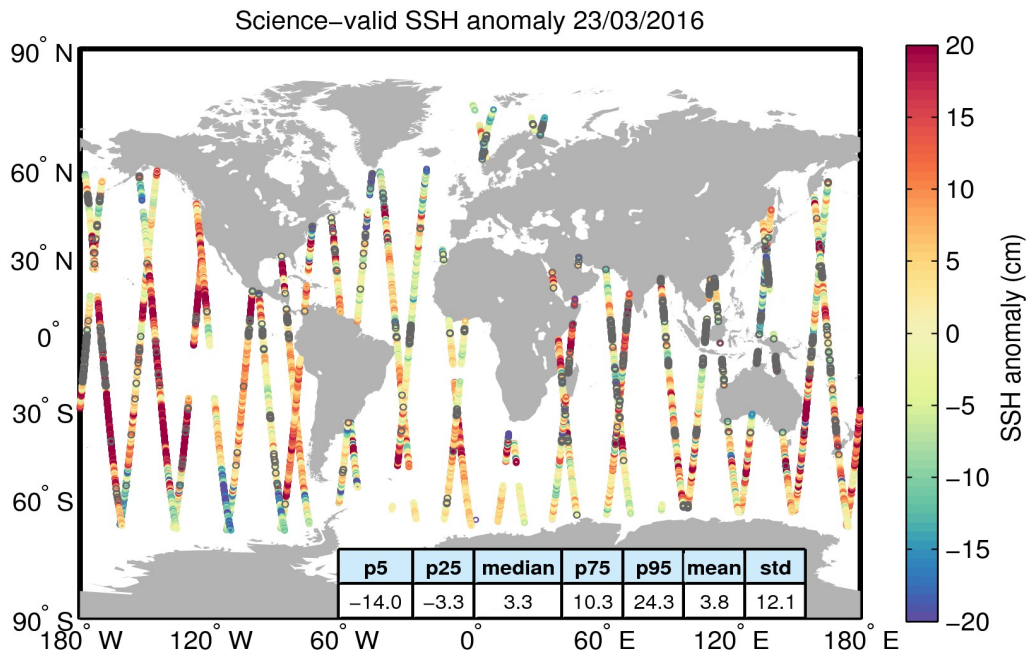 Science−valid SSH anomaly 23/03/2016
90° N
60° N
30° N
0°
30° S
60° S
90° S
180° W
120° W
60° W
0°
60° E
120° E
180° E
p5 p25 median p75 p95 mean std
−14.0 −3.3 3.3 10.3 24.3 3.8 12.1
20
15
10
5
0
−5
−10
−15
−20
SSH anomaly (cm)